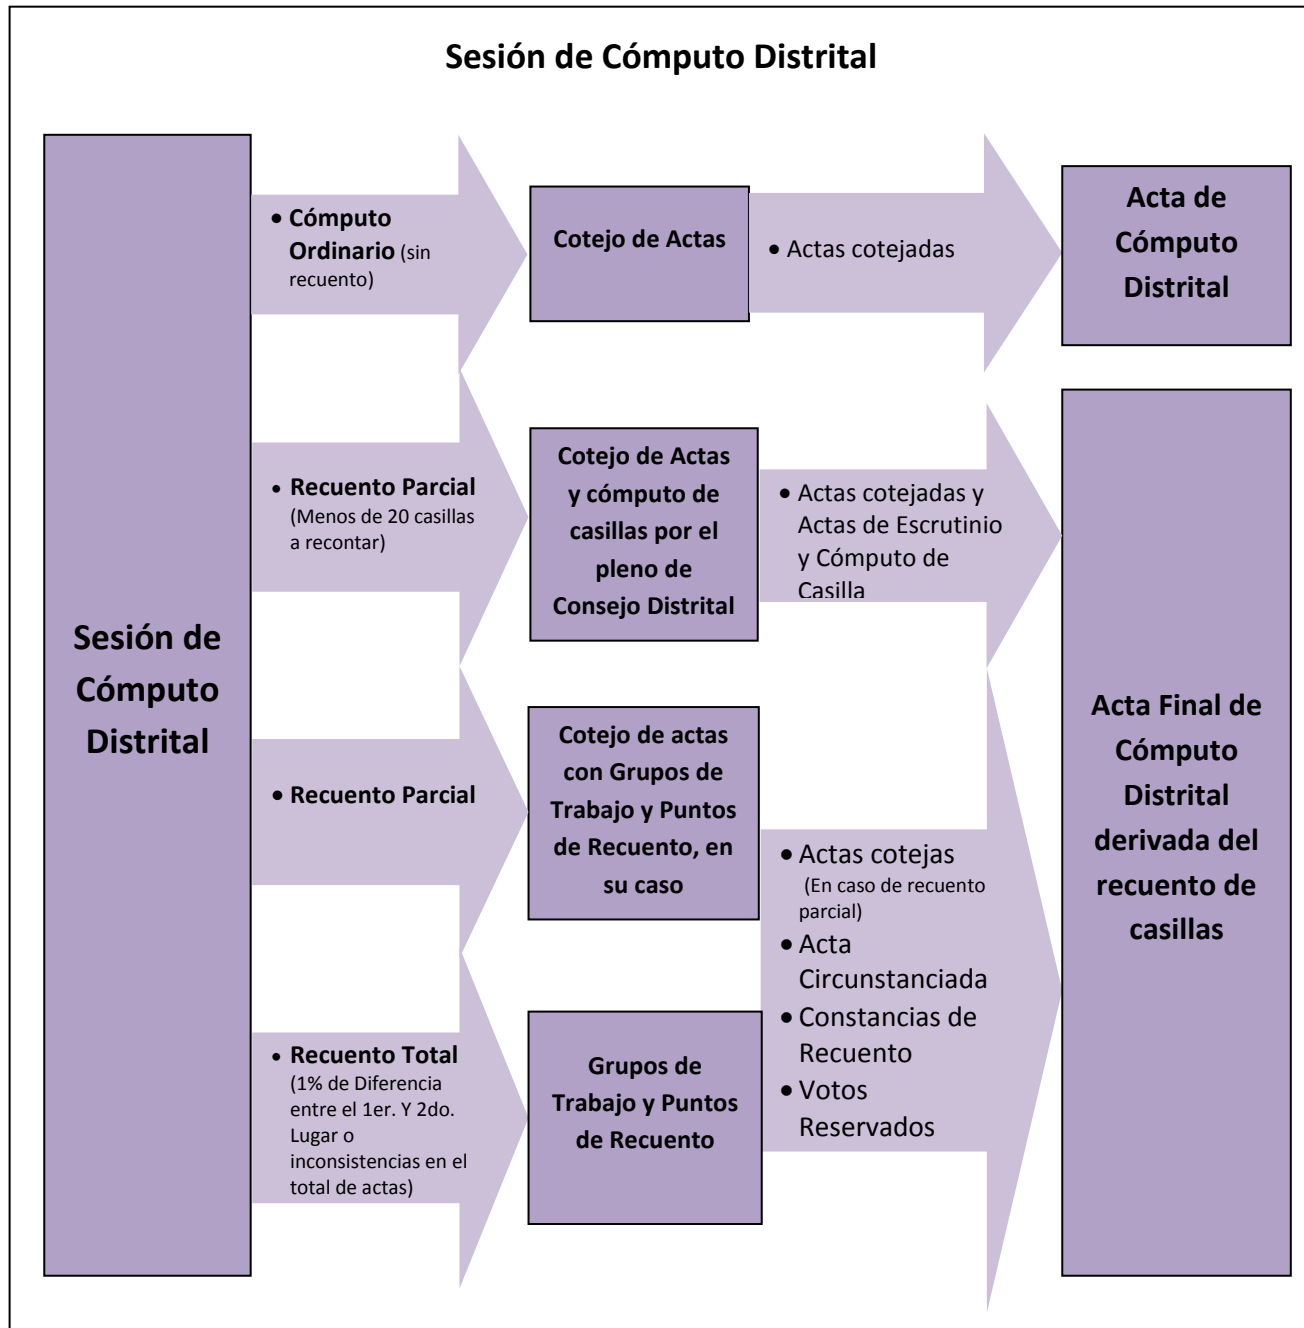 Sesión de Cómputo Distrital
Sesión de
Cómputo
Distrital
• Cómputo
Ordinario (sin
recuento)
Cotejo de Actas
• Actas cotejadas
Acta de
Cómputo
Distrital
• Recuento Parcial
(Menos de 20 casillas
a recontar)
Cotejo de Actas
y cómputo de
casillas por el
pleno de
Consejo Distrital
• Actas cotejadas y
Actas de Escrutinio
y Cómputo de
Casilla
• Recuento Parcial
Cotejo de actas
con Grupos de
Trabajo y Puntos
de Recuento, en
su caso
• Recuento Total
(1% de Diferencia
entre el 1er. Y 2do.
Lugar o
inconsistencias en el
total de actas)
Grupos de
Trabajo y Puntos
de Recuento
• Actas cotejas
(En caso de recuento
parcial)
• Acta
Circunstanciada
• Constancias de
Recuento
• Votos
Reservados
Acta Final de
Cómputo
Distrital
derivada del
recuento de
casillas